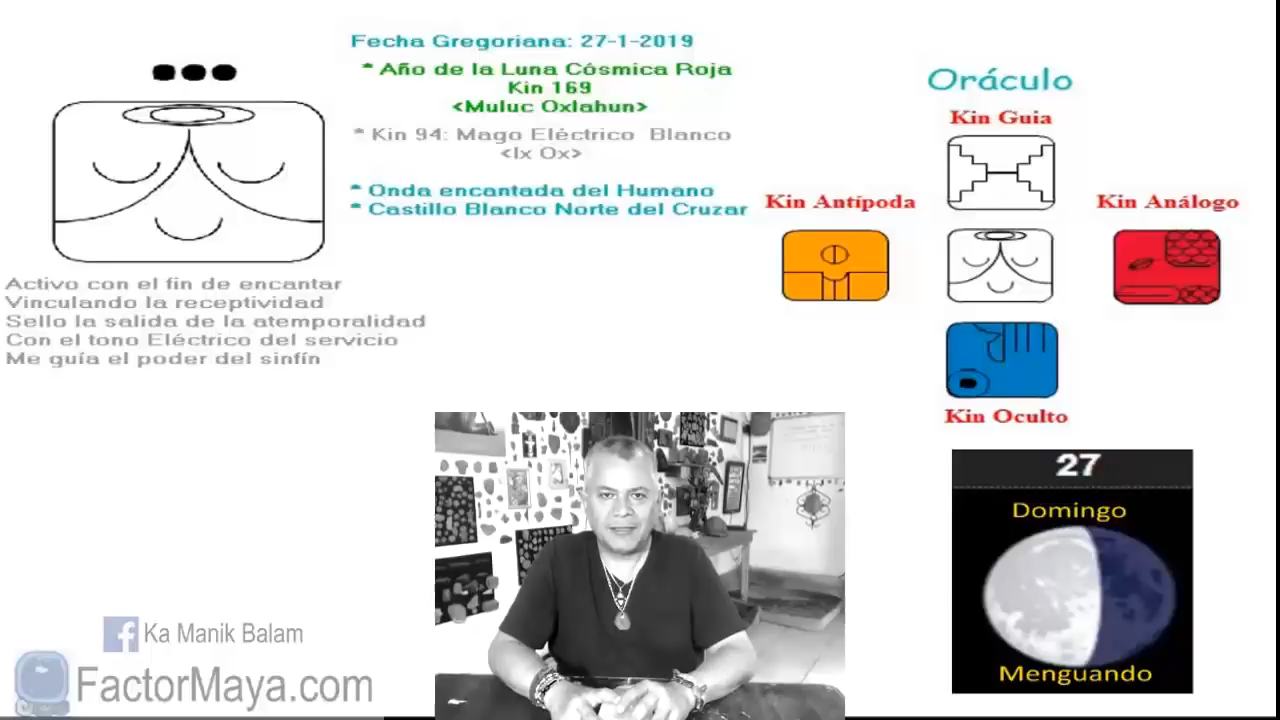 Fecha Gregoriana: 27-1-2019
* Año de la Luna Cósmica Roja
Kin 169
<Muluc Oxlahun>
* Kin 94: Mago Eléctrico Blanco
<Ix Ox>
* Onda encantada del Humano
* Castillo Blanco Norte del Cruzar
Activo con el fin de encantar
Vinculando la receptividad
Sello la salida de la atemporalidad
Con el tono Eléctrico del servicio
Me guía el poder del sinfín
Oráculo
Kin Guia
Kin Antípoda
Kin Análogo
Kin Oculto
27
Domingo
Menguando
Ka Manik Balam
FactorMaya.com